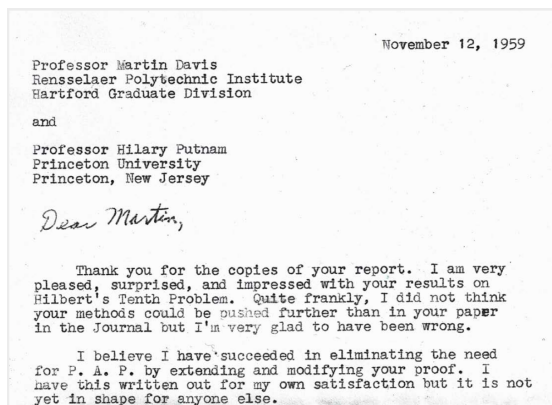 November 12, 1959
Professor Martin Davis
Rensselaer Polytechnic Institute
Hartford Graduate Division
and
Professor Hilary Putnam
Princeton University
Princeton, New Jersey
Dear Martin,
Thank you for the copies of your report. I am very
pleased, surprised, and impressed with your results on
Hilbert's Tenth Problem. Quite frankly, I did not think
your methods could be pushed further than in your paper
in the Journal but I'm very glad to have been wrong.
I believe I have succeeded in eliminating the need
for P. A. P. by extending and modifying your proof. I
have this written out for my own satisfaction but it is not
yet in shape for anyone else.